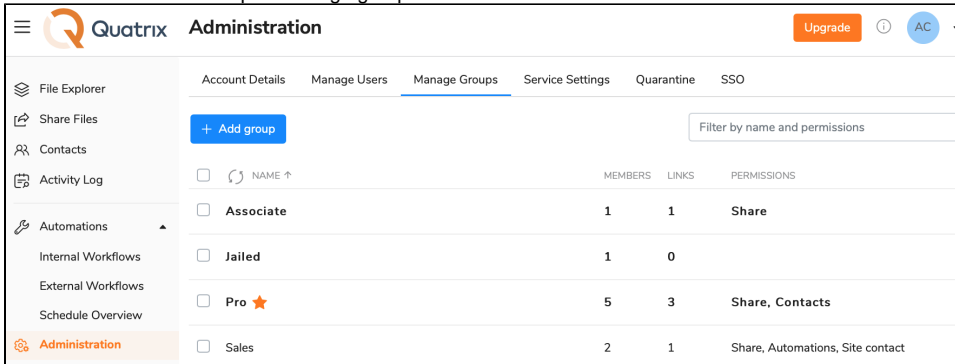 Quatrix
Administration
Upgrade
AC
File Explorer
Share Files
Contacts
Activity Log
Automations
Internal Workflows
External Workflows
Schedule Overview
Administration
Account Details Manage Users Manage Groups Service Settings Quarantine SSO
+ Add group
Filter by name and permissions
NAME ↑ MEMBERS LINKS PERMISSIONS
Associate 1 1 Share
Jailed 1 0
Pro 5 3 Share, Contacts
Sales 2 1 Share, Automations, Site contact